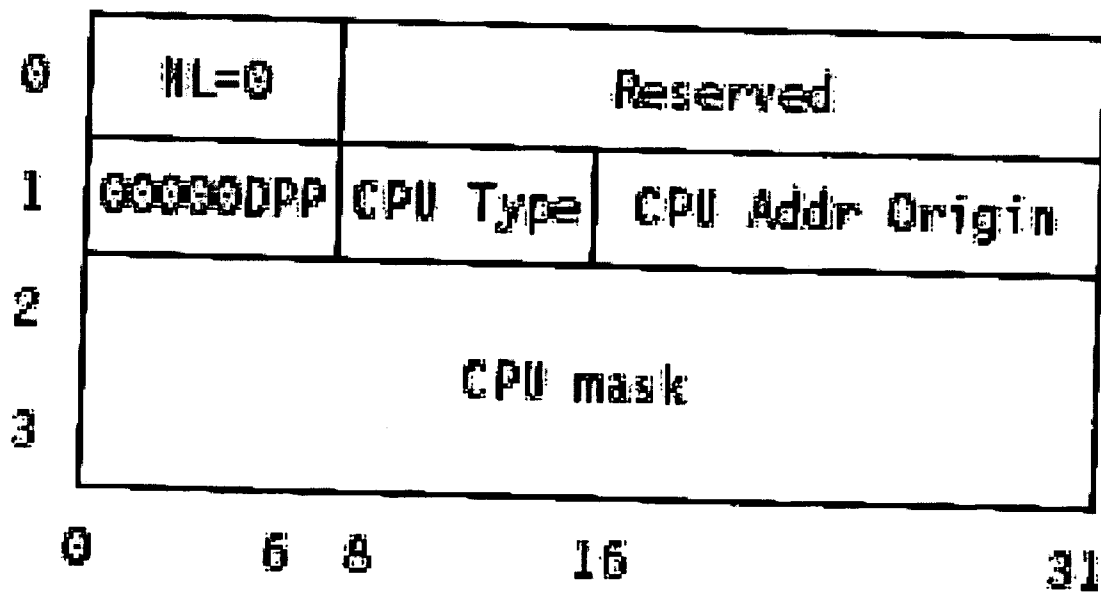 0 NL=0 Reserved
1 00000DPP CPU Type CPU Addr Origin
2
CPU mask
3
0 6 8 16 31